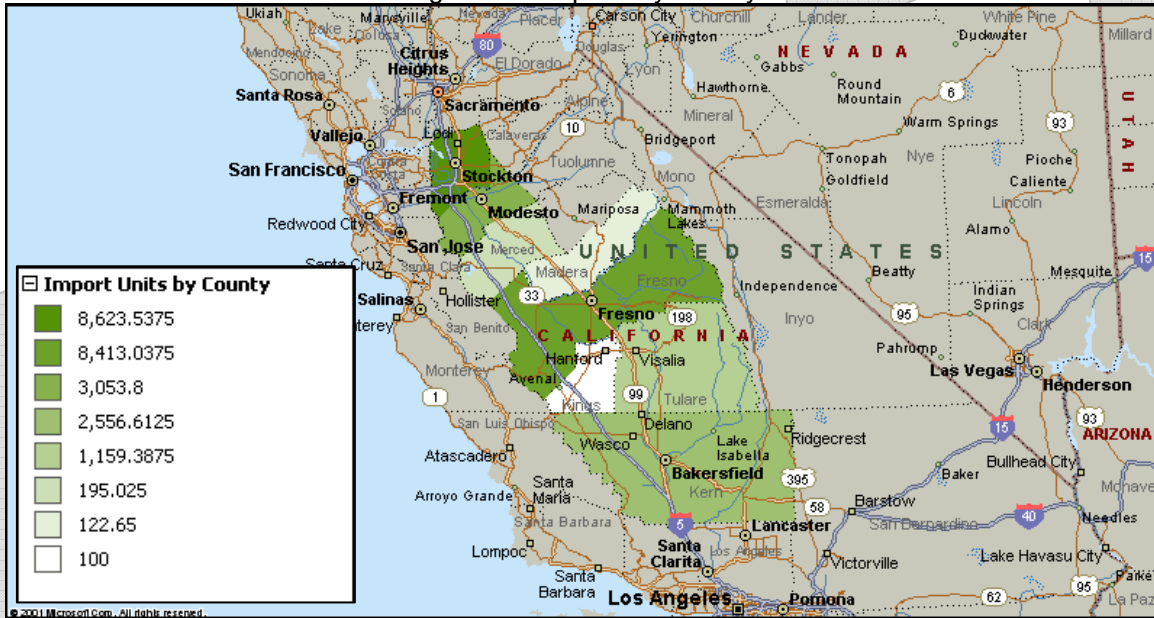 Ukiah
Lake
Colusa
Marysville
Nevada
Placer
Carson City
Churchill
Lander
White Pine
Citrus
Heights
80
Douglas
Yerington
NEVADA
Duckwater
Millard
Mendocino
El Dorado
Lyon
Gabbs
Sonoma
Santa Rosa
Sacramento
Alpine
Hawthorne
Round
Mountain
6
UTAH
Solano
Lodi
Calaveras
Mineral
Vallejo
10
Bridgeport
Warm Springs
93
Contra
Costa
Tuolumne
Tonopah
Nye
Pioche
San Francisco
Stockton
Mono
Goldfield
Caliente
Fremont
Modesto
Mariposa
Mammoth
Lakes
Esmeralda
Lincoln
Redwood City
San Jose
Merced
UNITED STATES
Alamo
15
Santa Cruz
Santa Clara
Madera
Fresno
Beatty
Mesquite
Independence
Indian
Springs
Salinas
Hollister
33
Fresno
198
95
Clark
terey
San Benito
CALIFORNIA
Inyo
Hanford
Visalia
Pahrump
Monterey
Avenal
Las Vegas
Henderson
1
Kings
99
Tulare
San Luis Obispo
Delano
93
Wasco
Lake
Isabella
Ridgecrest
15
ARIZONA
Atascadero
Bakersfield
Baker
Bullhead City
Arroyo Grande
Santa
Maria
Kern
395
Mohave
58
Barstow
40
Santa Barbara
5
Lancaster
San Bernardino
Needles
Lompoc
Santa
Clarita
Los Angeles
Victorville
Lake Havasu City
Santa
Barbara
95
Parke
Los Angeles
Pomona
62
La Paz
Import Units by County
8,623.5375
8,413.0375
3,053.8
2,556.6125
1,159.3875
195.025
122.65
100
© 2001 Microsoft Corp. All rights reserved.